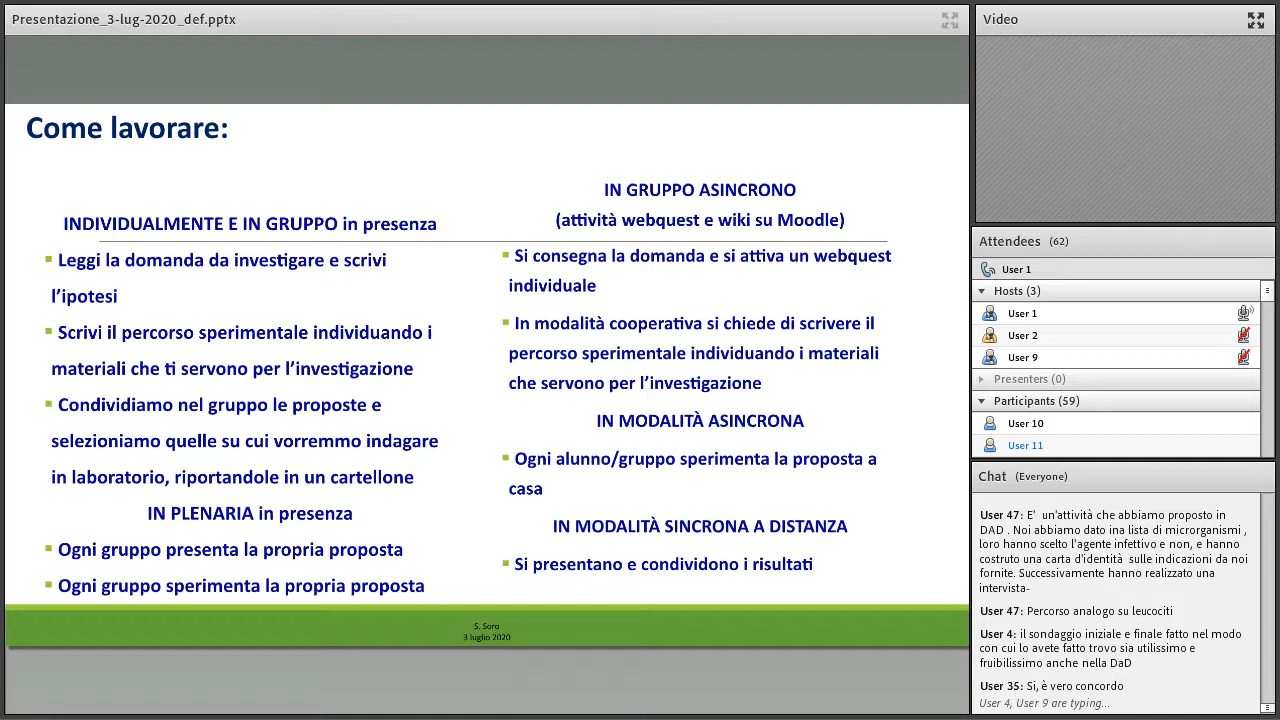 Presentazione_3-lug-2020_def.pptx
Come lavorare:
INDIVIDUALMENTE E IN GRUPPO in presenza
Leggi la domanda da investigare e scrivi
l'ipotesi
Scrivi il percorso sperimentale individuando i
materiali che ti servono per l'investigazione
Condividiamo nel gruppo le proposte e
selezioniamo quelle su cui vorremmo indagare
in laboratorio, riportandole in un cartellone
IN PLENARIA in presenza
Ogni gruppo presenta la propria proposta
Ogni gruppo sperimenta la propria proposta
IN GRUPPO ASINCRONO
(attività webquest e wiki su Moodle)
Si consegna la domanda e si attiva un webquest
individuale
In modalità cooperativa si chiede di scrivere il
percorso sperimentale individuando i materiali
che servono per l'investigazione
IN MODALITÀ ASINCRONA
Ogni alunno/gruppo sperimenta la proposta a
casa
IN MODALITÀ SINCRONA A DISTANZA
Si presentano e condividono i risultati
S. Soro
3 luglio 2020
Video
Attendees (62)
User 1
Hosts (3)
User 1
User 2
User 9
Presenters (0)
Participants (59)
User 10
User 11
Chat (Everyone)
User 47: E' un'attività che abbiamo proposto in
DAD . Noi abbiamo dato ina lista di microrganismi ,
loro hanno scelto l'agente infettivo e non, e hanno
costruto una carta d'identità sulle indicazioni da noi
fornite. Successivamente hanno realizzato una
intervista-
User 47: Percorso analogo su leucociti
User 4: il sondaggio iniziale e finale fatto nel modo
con cui lo avete fatto trovo sia utilissimo e
fruibilissimo anche nella DaD
User 35: Si, è vero concordo
User 4, User 9 are typing...